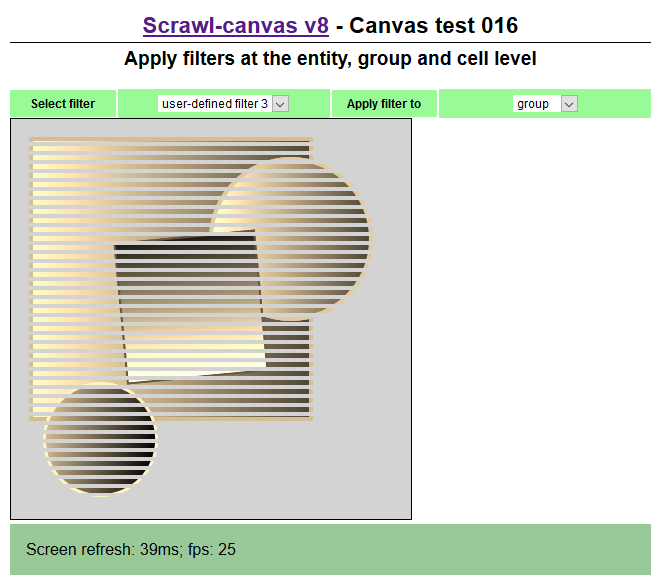 Scrawl-canvas v8 - Canvas test 016
Apply filters at the entity, group and cell level
Select filter user-defined filter 3 Apply filter to group
Screen refresh: 39ms; fps: 25